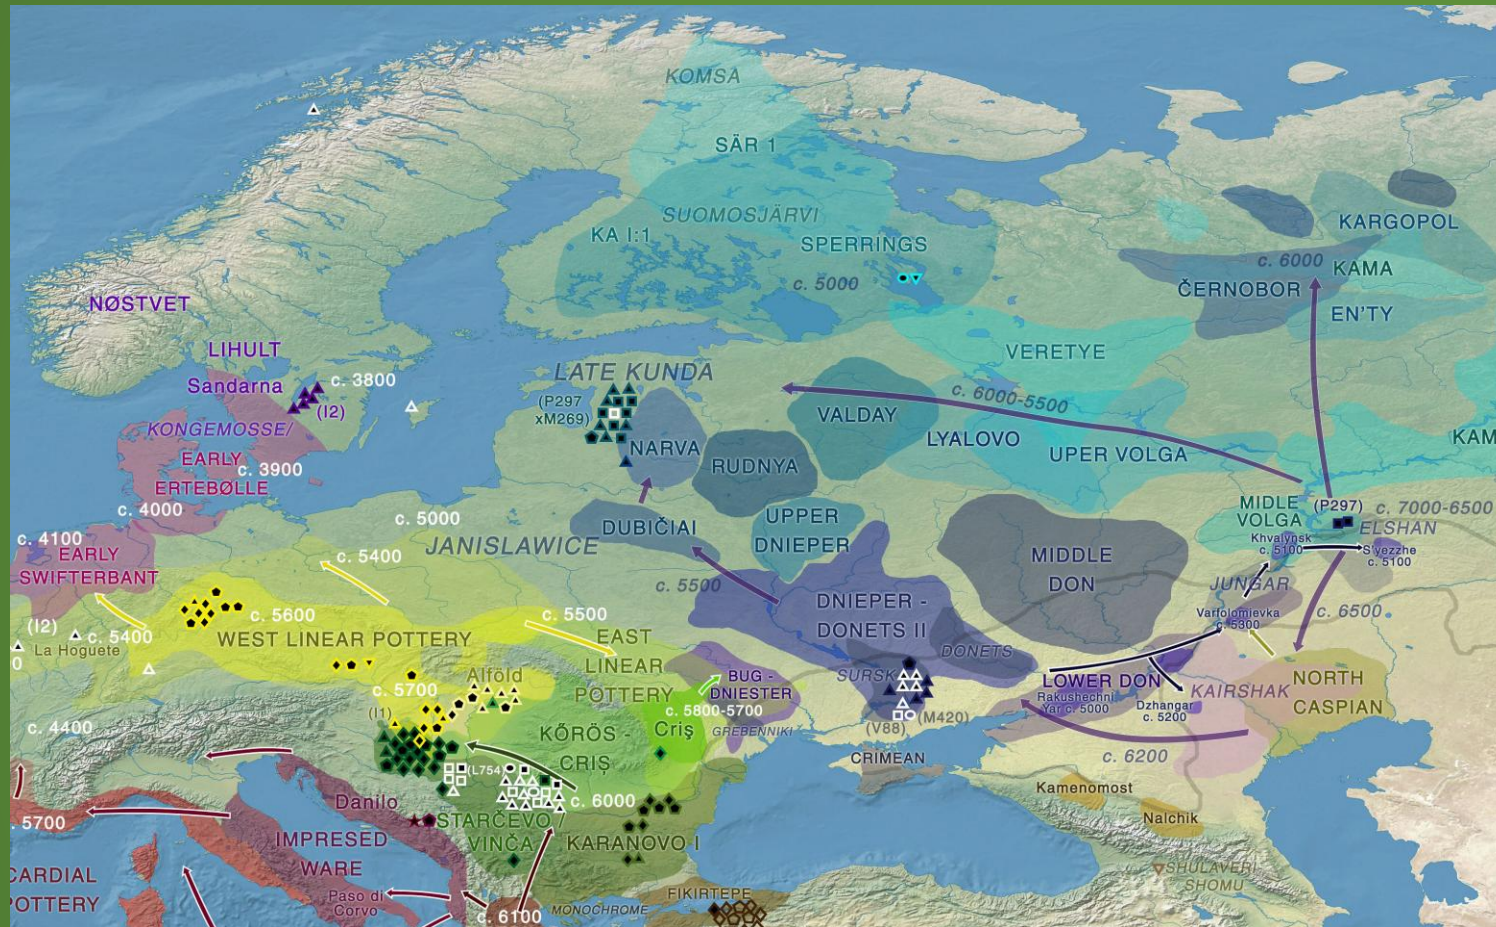 KOMSA
SÄR 1
SUOMOSJÄRVI
KA I:1
SPERRINGS
c. 5000
KARGOPOL
c. 6000
KAMA
ČERNOBOR
EN'TY
NØSTVET
LIHULT
Sandarna
c. 3800
(I2)
KONGEMOSSE/
EARLY
ERTEBØLLE
c. 3900
c. 4000
LATE KUNDA
(P297
xM269)
NARVA
RUDNYA
VALDAY
VERETYE
c. 6000-5500
LYALOVO
UPER VOLGA
KAM
c. 4100
EARLY
SWIFTERBANT
c. 5000
JANISLAWICE
c. 5400
DUBIČIAI
UPPER
DNIEPER
c. 5500
MIDDLE
DON
MIDLE
VOLGA
(P297)
c. 7000-6500
ELSHAN
Khvalynsk
c. 5100
S'yezzhe
c. 5100
JUNGAR
c. 6500
Varfolomievka
c. 5300
(I2)
c. 5400
La Hoguete
0
c. 5600
WEST LINEAR POTTERY
c. 5500
EAST
LINEAR
POTTERY
DNIEPER -
DONETS II
DONETS
SURSK
BUG -
DNIESTER
c. 5800-5700
GREBENNIKI
(V88)
(M420)
CRIMEAN
LOWER DON
Rakushechni
Yar c. 5000
Dzhangar
c. 5200
KAIRSHAK
NORTH
CASPIAN
c. 6200
Alföld
c. 5700
(I1)
Criş
KŐRÖS -
CRIȘ
(L754)
c. 6000
c. 4400
. 5700
Danilo
STARČEVO
VINČA
KARANOVO I
IMPRESED
WARE
Paso di
Corvo
c. 6100
MONOCHROME
FIKIRTEPE
CARDIAL
POTTERY
Kamenomost
Nalchik
SHULAVERI
SHOMU